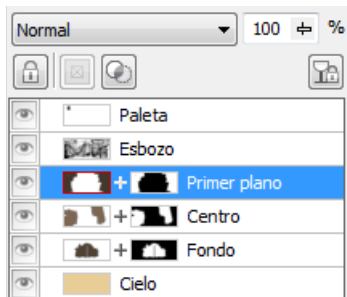 Normal 100 %
Paleta
Esbozo
Primer plano
Centro
Fondo
Cielo